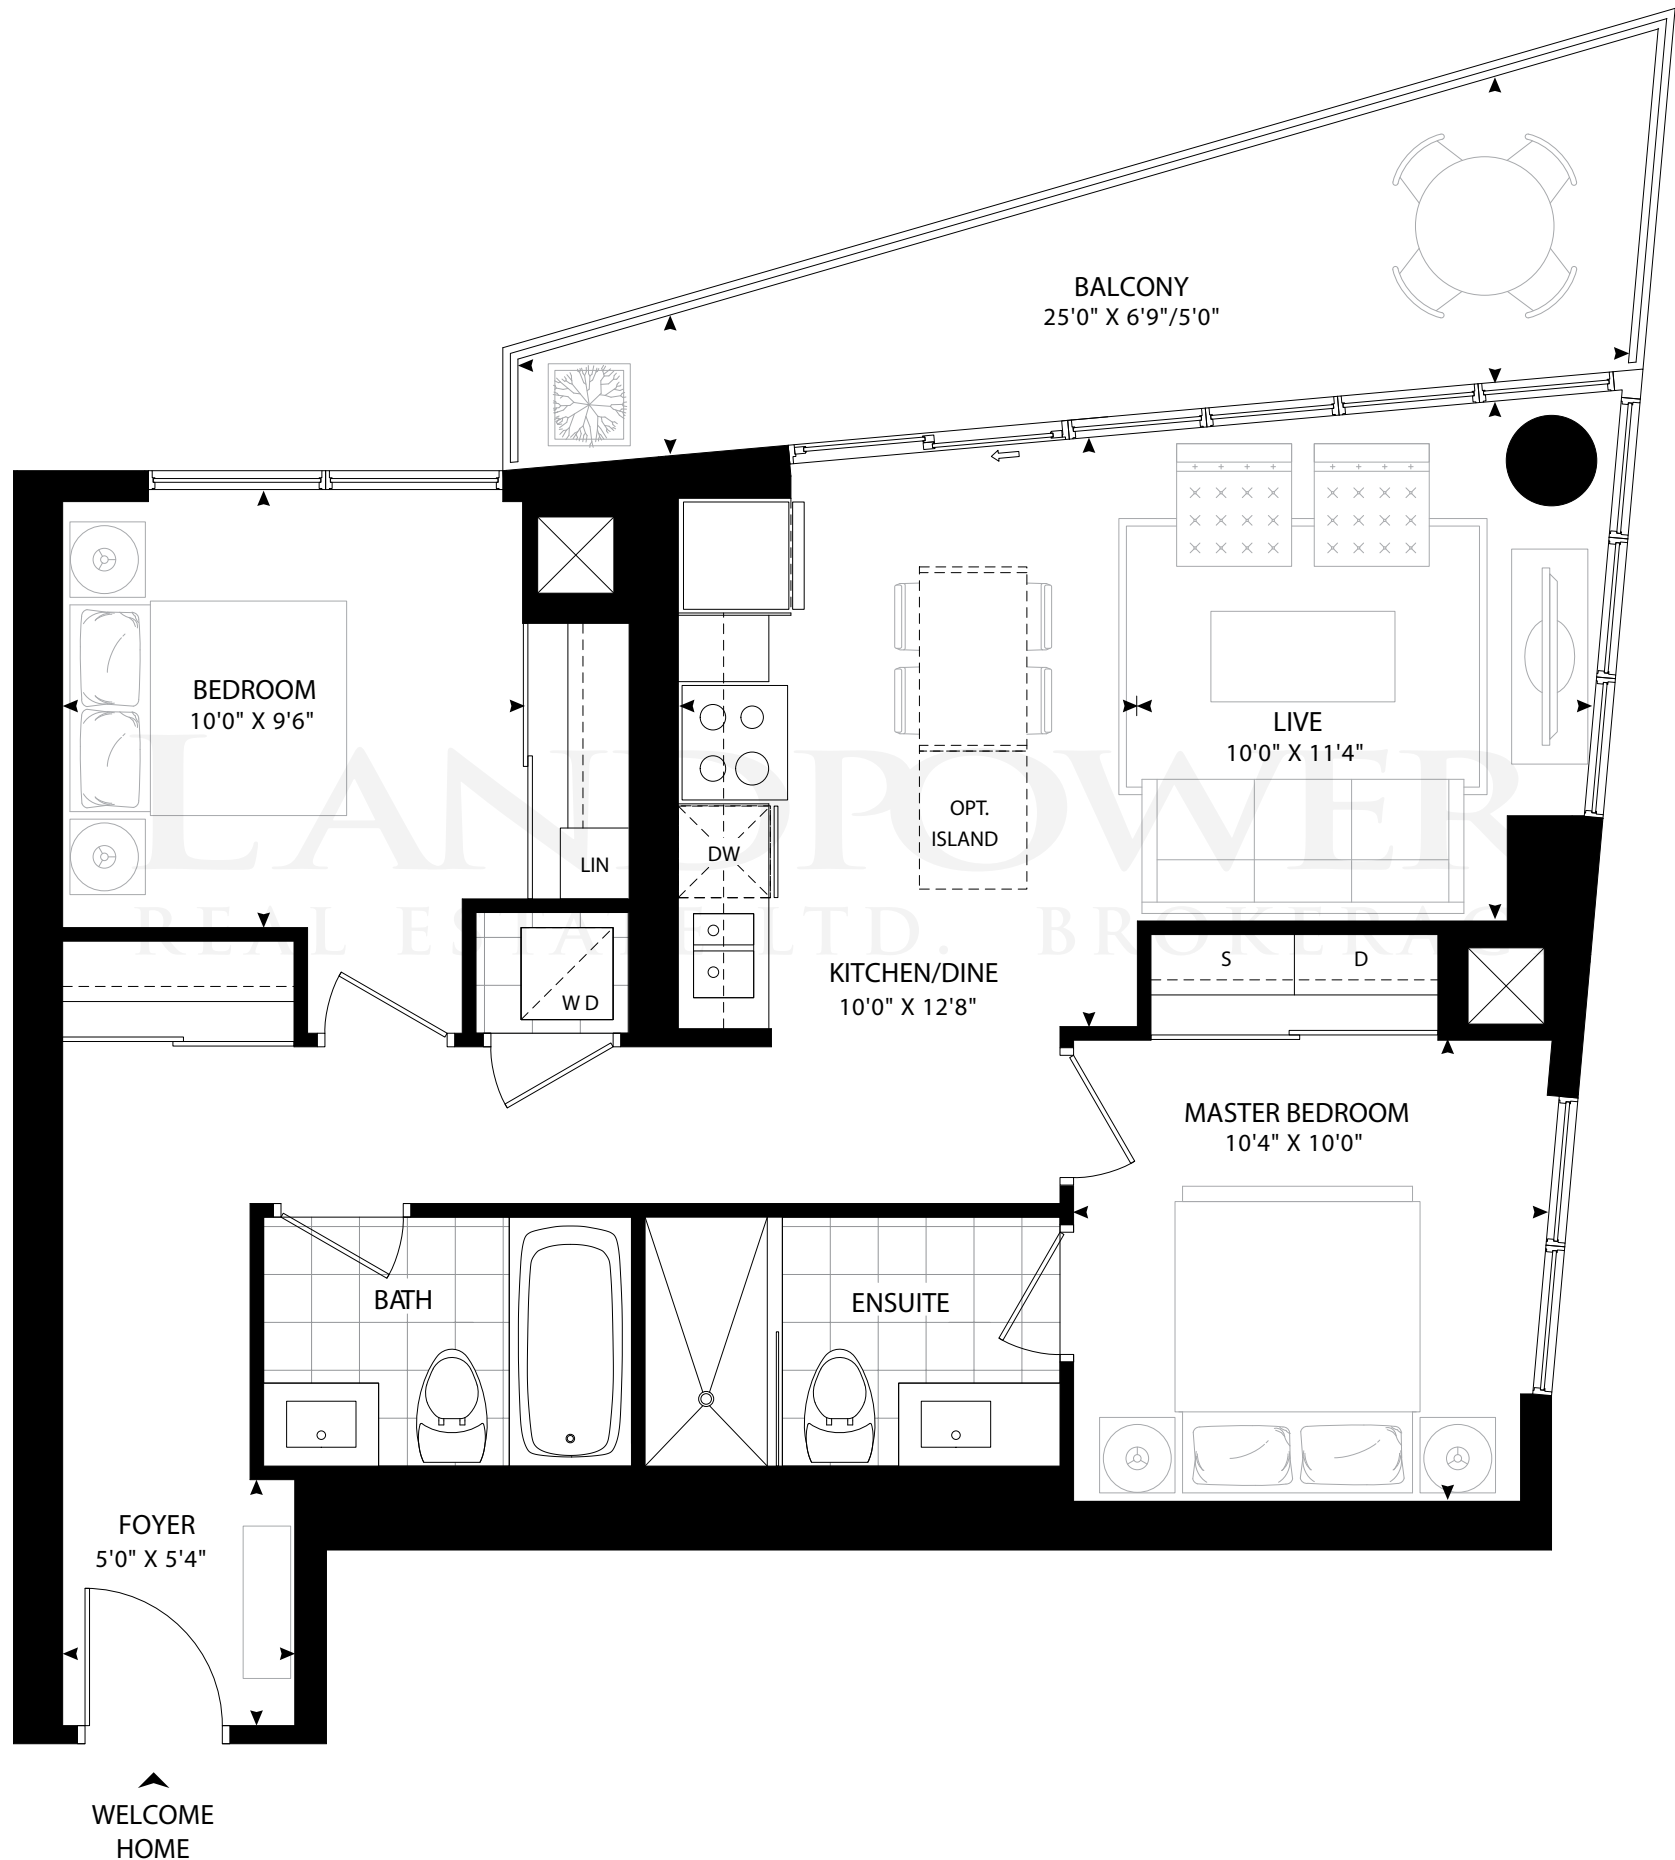 BALCONY
25'0" X 6'9"/5'0"
BEDROOM
10'0" X 9'6"
LIVE
10'0" X 11'4"
LANDPOWER
OPT.
ISLAND
DW
LIN
REAL ESTATE LTD. BROKERAGE
S
D
KITCHEN/DINE
10'0" X 12'8"
W D
MASTER BEDROOM
10'4" X 10'0"
BATH
ENSUITE
FOYER
5'0" X 5'4"
WELCOME
HOME